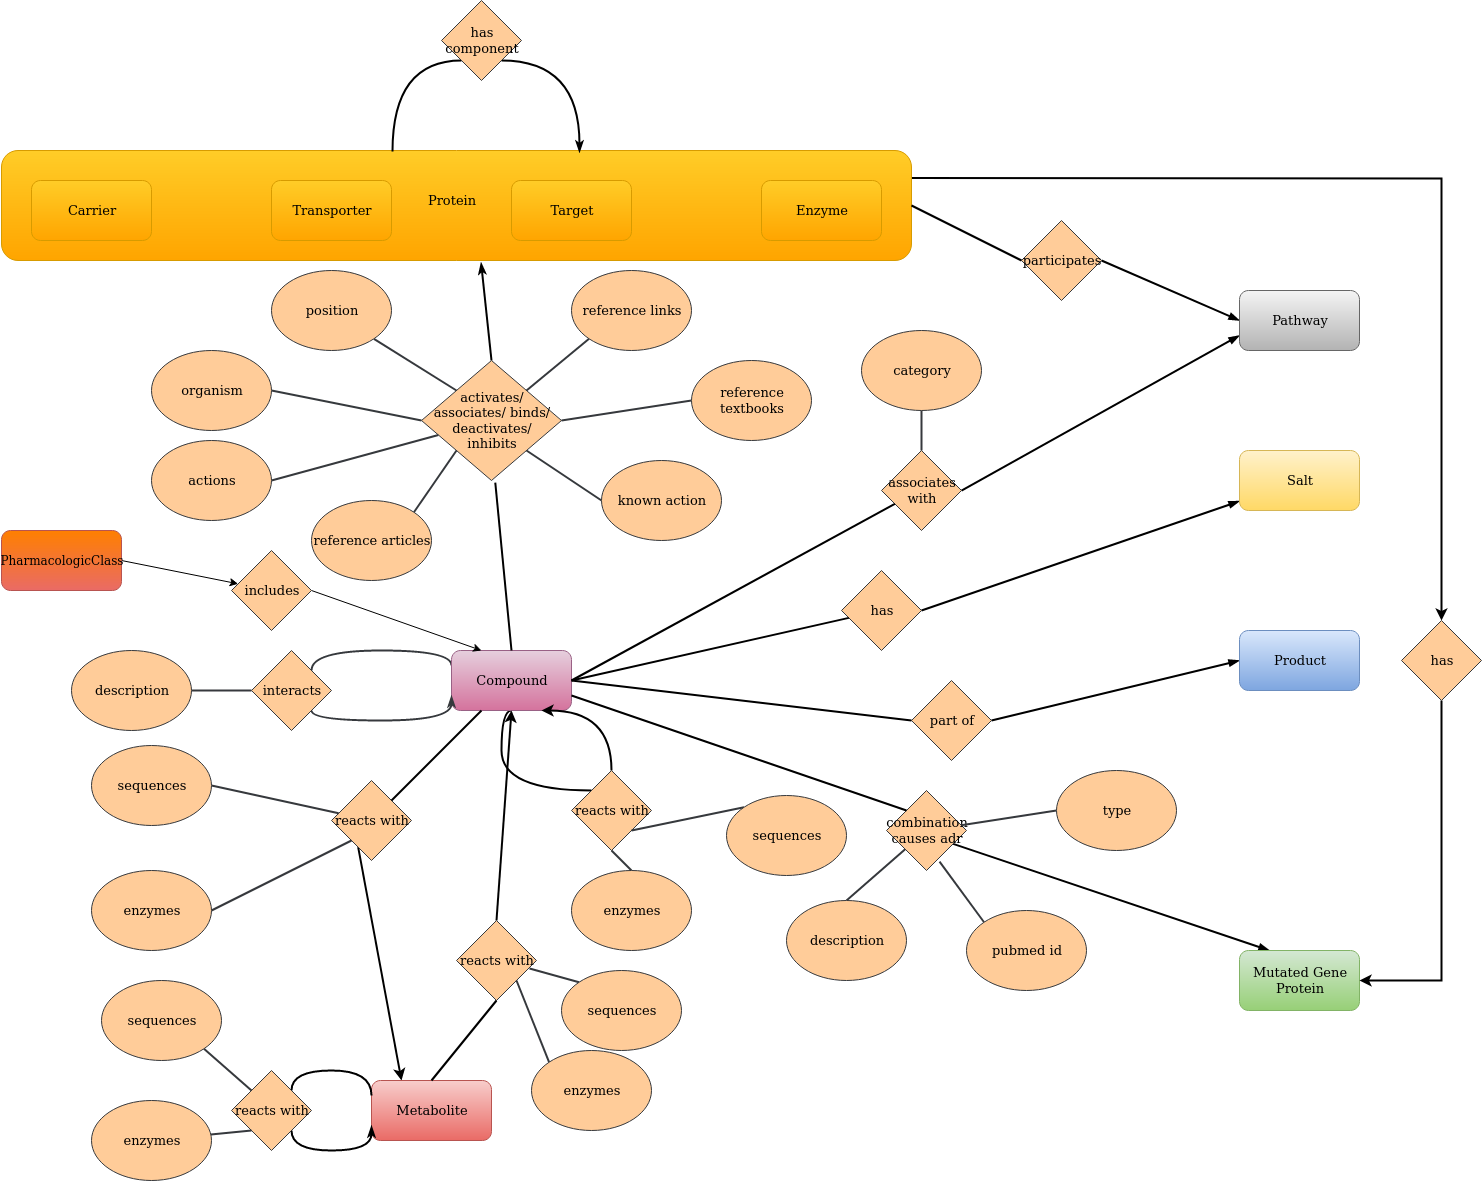 has
component
Protein
Carrier
Transporter
Target
Enzyme
participates
position
reference links
Pathway
category
organism
reference
textbooks
activates/
associates/ binds/
deactivates/
inhibits
actions
known action
associates
with
Salt
reference articles
PharmacologicClass
includes
has
description
interacts
Compound
Product
has
part of
sequences
reacts with
reacts with
sequences
combination
causes adr
type
enzymes
enzymes
description
pubmed id
reacts with
Mutated Gene
Protein
sequences
sequences
enzymes
reacts with
Metabolite
enzymes